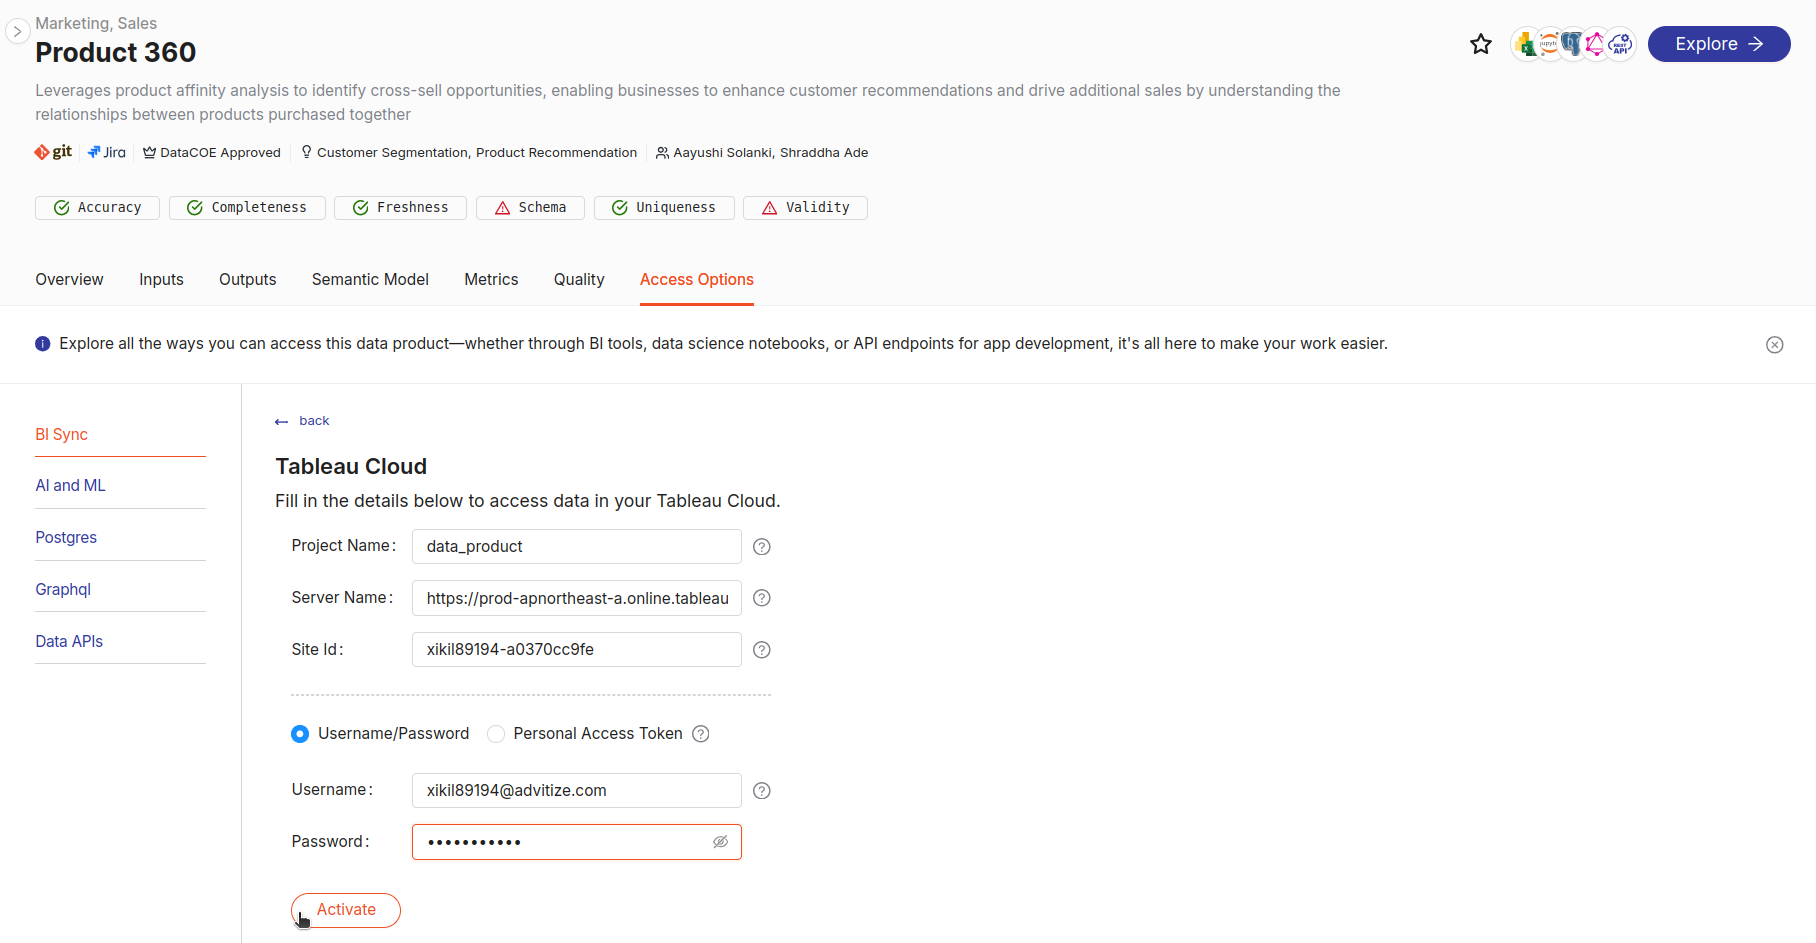 Marketing, Sales
Product 360
Explore
Leverages product affinity analysis to identify cross-sell opportunities, enabling businesses to enhance customer recommendations and drive additional sales by understanding the
relationships between products purchased together
git Jira DataCOE Approved Customer Segmentation, Product Recommendation Aayushi Solanki, Shraddha Ade
Accuracy Completeness Freshness Schema Uniqueness Validity
Overview Inputs Outputs Semantic Model Metrics Quality Access Options
Explore all the ways you can access this data product—whether through BI tools, data science notebooks, or API endpoints for app development, it's all here to make your work easier.
BI Sync
AI and ML
Postgres
Graphql
Data APIs
back
Tableau Cloud
Fill in the details below to access data in your Tableau Cloud.
Project Name: data_product
Server Name: https://prod-apnortheast-a.online.tableau
Site Id: xikil89194-a0370cc9fe
Username/Password Personal Access Token
Username: xikil89194@advitize.com
Password: •••••••••••
Activate